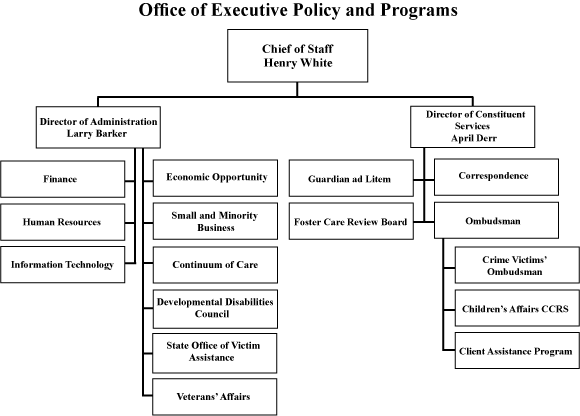 Office of Executive Policy and Programs
Chief of Staff
Henry White
Director of Administration
Larry Barker
Director of Constituent
Services
April Derr
Finance
Human Resources
Information Technology
Economic Opportunity
Small and Minority
Business
Continuum of Care
Developmental Disabilities
Council
State Office of Victim
Assistance
Veterans' Affairs
Guardian ad Litem
Foster Care Review Board
Correspondence
Ombudsman
Crime Victims'
Ombudsman
Children's Affairs CCRS
Client Assistance Program